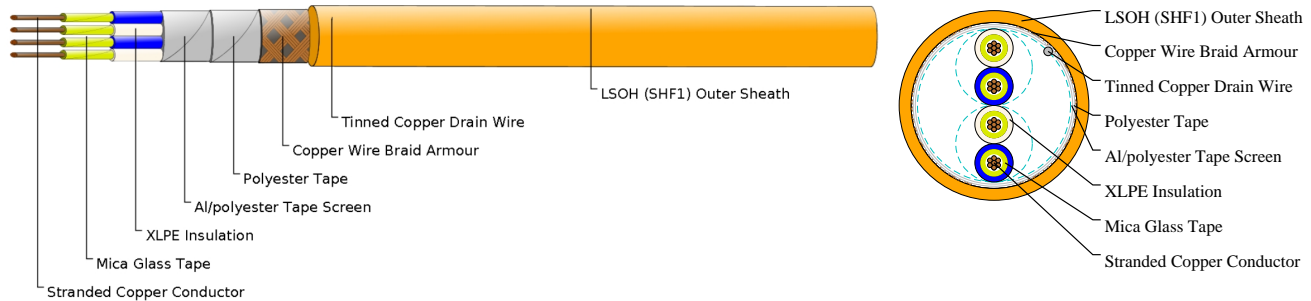 LSOH (SHF1) Outer Sheath
Tinned Copper Drain Wire
Copper Wire Braid Armour
Polyester Tape
Al/polyester Tape Screen
XLPE Insulation
Mica Glass Tape
Stranded Copper Conductor
LSOH (SHF1) Outer Sheath
Copper Wire Braid Armour
Tinned Copper Drain Wire
Polyester Tape
Al/polyester Tape Screen
XLPE Insulation
Mica Glass Tape
Stranded Copper Conductor